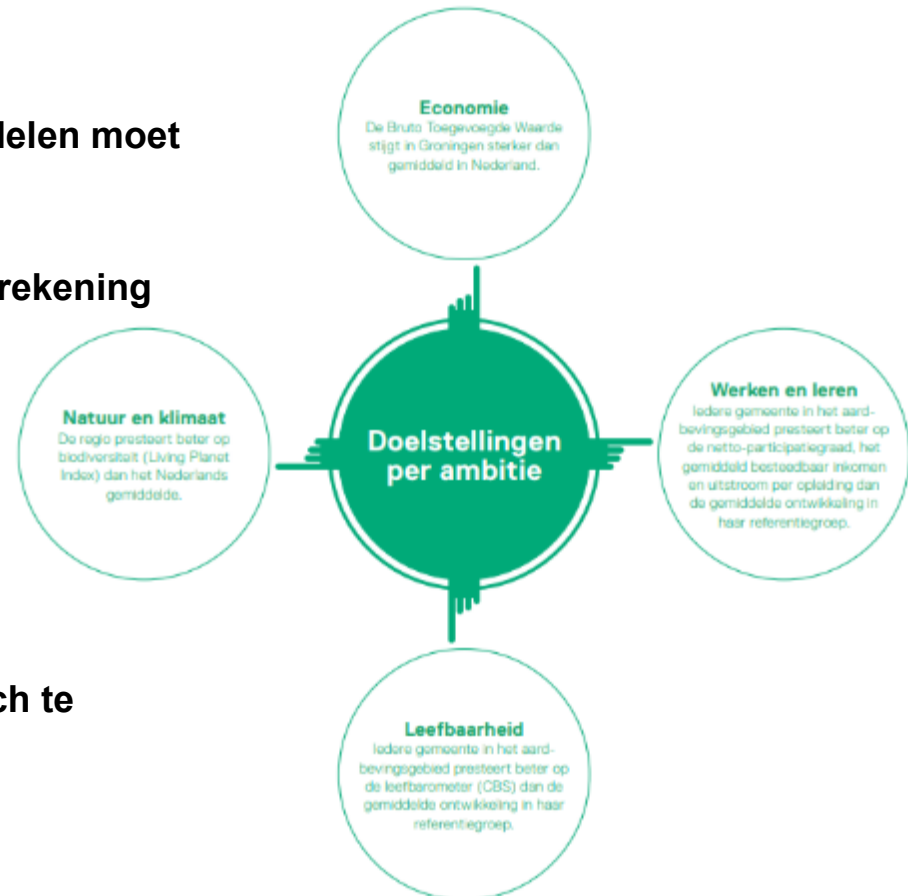 delen moet
rekening
ch te
Economie
De Bruto Toegevoegde Waarde
stijgt in Groningen sterker dan
gemiddeld in Nederland.
Natuur en klimaat
De regio presteert beter op
biodiversiteit (Living Planet
Index) dan het Nederlands
gemiddelde.
Doelstellingen
per ambitie
Werken en leren
Iedere gemeente in het aard-
bevingsgebied presteert beter op
de netto-participatiegraad, het
gemiddeld besteedbaar inkomen
en uitstroom per opleiding dan
de gemiddelde ontwikkeling in
haar referentiegroep.
Leefbaarheid
Iedere gemeente in het aard-
bevingsgebied presteert beter op
de leefbarometer (CBS) dan de
gemiddelde ontwikkeling in haar
referentiegroep.